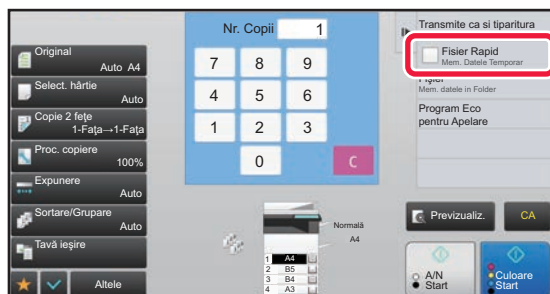 Nr. Copii 1
Original
Auto A4
Select. hârtie
Auto
Copie 2 feţe
1-Faţa→1-Faţa
Proc. copiere
100%
Expunere
Auto
Sortare/Grupare
Auto
Tavă ieşire
Altele
7 8 9
4 5 6
1 2 3
0 C
Normală
A4
1 A4
2 B5
3 B4
4 A3
Transmite ca si tiparitura
Fisier Rapid
Mem. Datele Temporar
Fişier
Mem. datele in Folder
Program Eco
pentru Apelare
Previzualiz. CA
A/N
Start
Culoare
Start